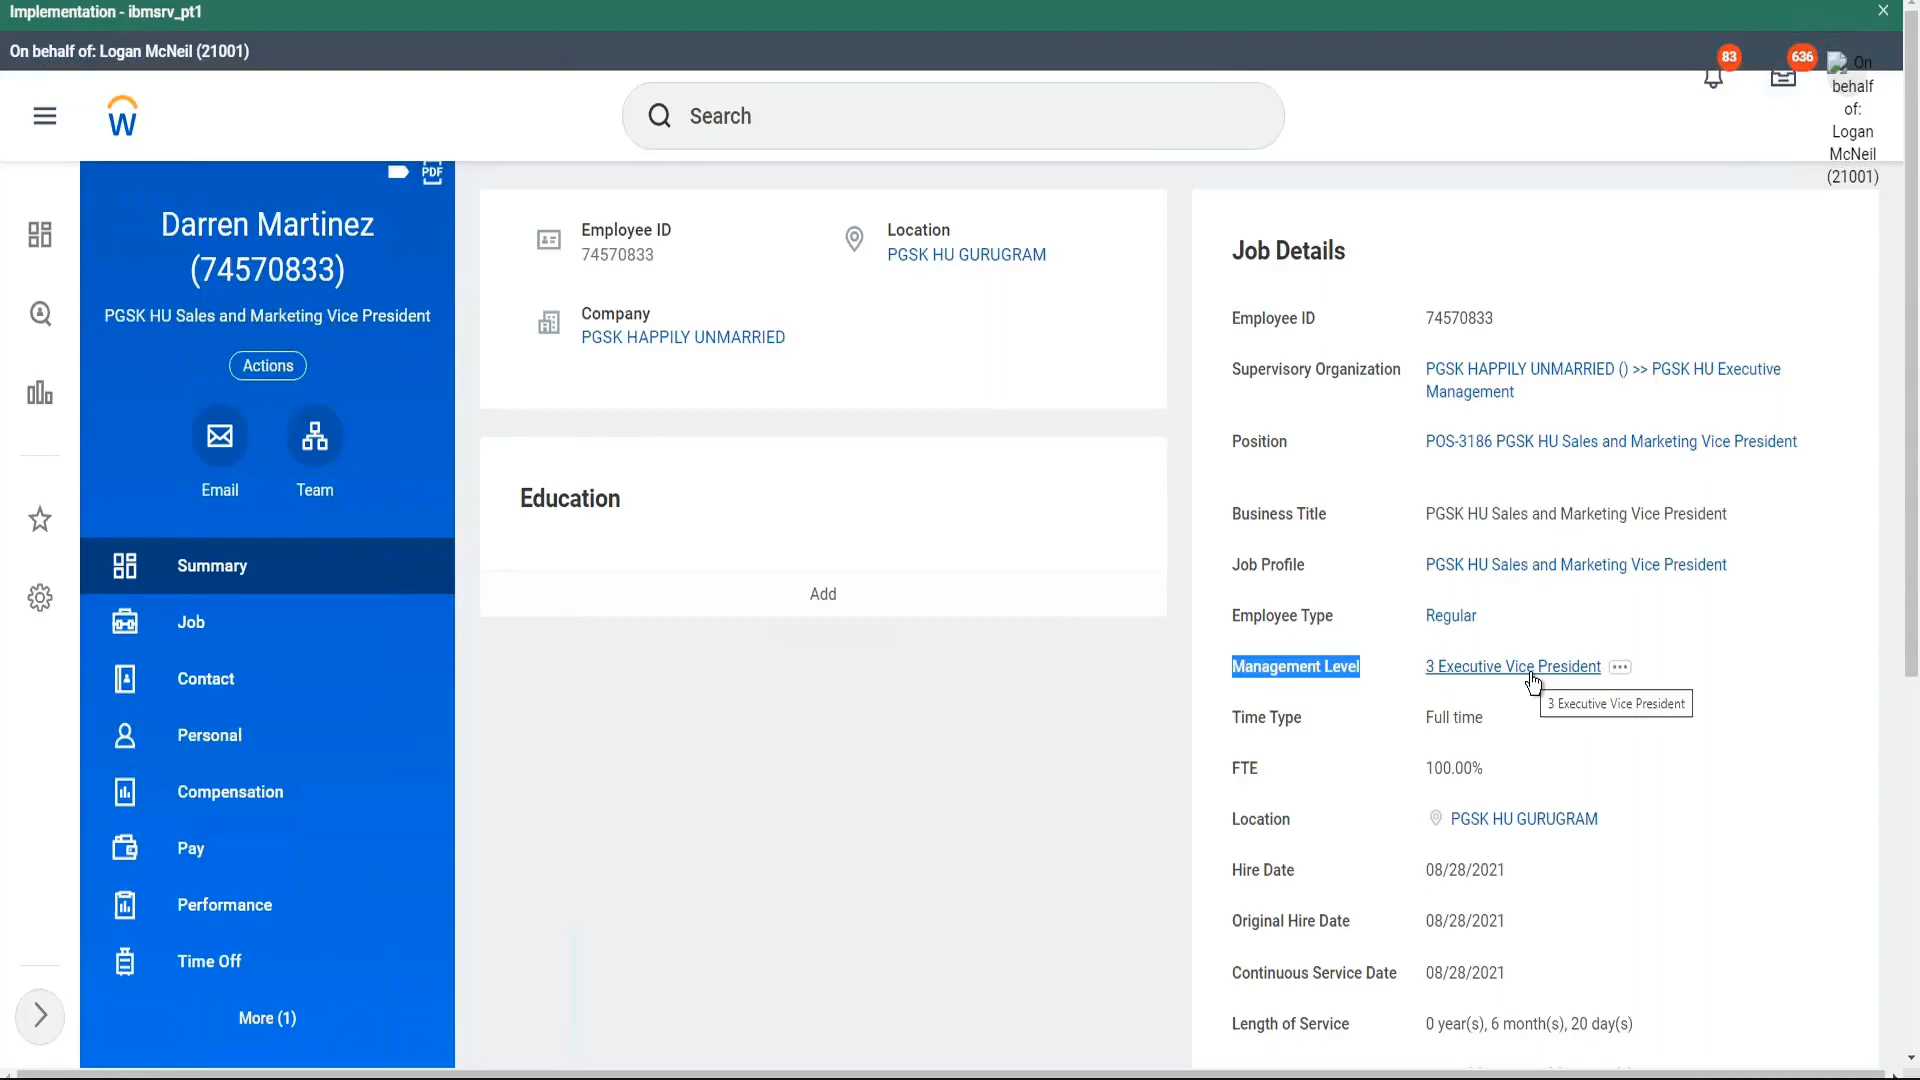 Implementation - ibmsrv_pt1
On behalf of: Logan McNeil (21001)
83
636
On
behalf
of:
Logan
McNeil
(21001)
W
Search
PDF
Darren Martinez
(74570833)
PGSK HU Sales and Marketing Vice President
Actions
Email
Team
Summary
Job
Contact
Personal
Compensation
Pay
Performance
Time Off
More (1)
Employee ID
74570833
Location
PGSK HU GURUGRAM
Company
PGSK HAPPILY UNMARRIED
Education
Add
Job Details
Employee ID 74570833
Supervisory Organization PGSK HAPPILY UNMARRIED () >> PGSK HU Executive
Management
Position POS-3186 PGSK HU Sales and Marketing Vice President
Business Title PGSK HU Sales and Marketing Vice President
Job Profile PGSK HU Sales and Marketing Vice President
Employee Type Regular
Management Level 3 Executive Vice President
3 Executive Vice President
Time Type Full time
FTE 100.00%
Location PGSK HU GURUGRAM
Hire Date 08/28/2021
Original Hire Date 08/28/2021
Continuous Service Date 08/28/2021
Length of Service 0 year(s), 6 month(s), 20 day(s)